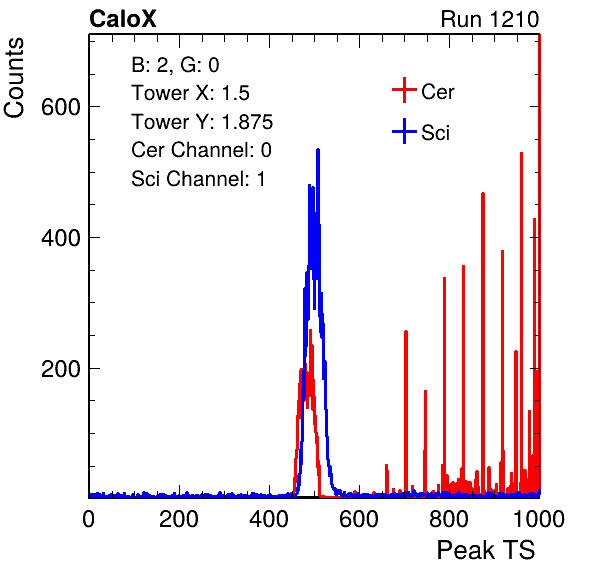 CaloX Run 1210
B: 2, G: 0
Tower X: 1.5
Tower Y: 1.875
Cer Channel: 0
Sci Channel: 1
Cer
Sci
Counts
600
400
200
0 200 400 600 800 1000
Peak TS